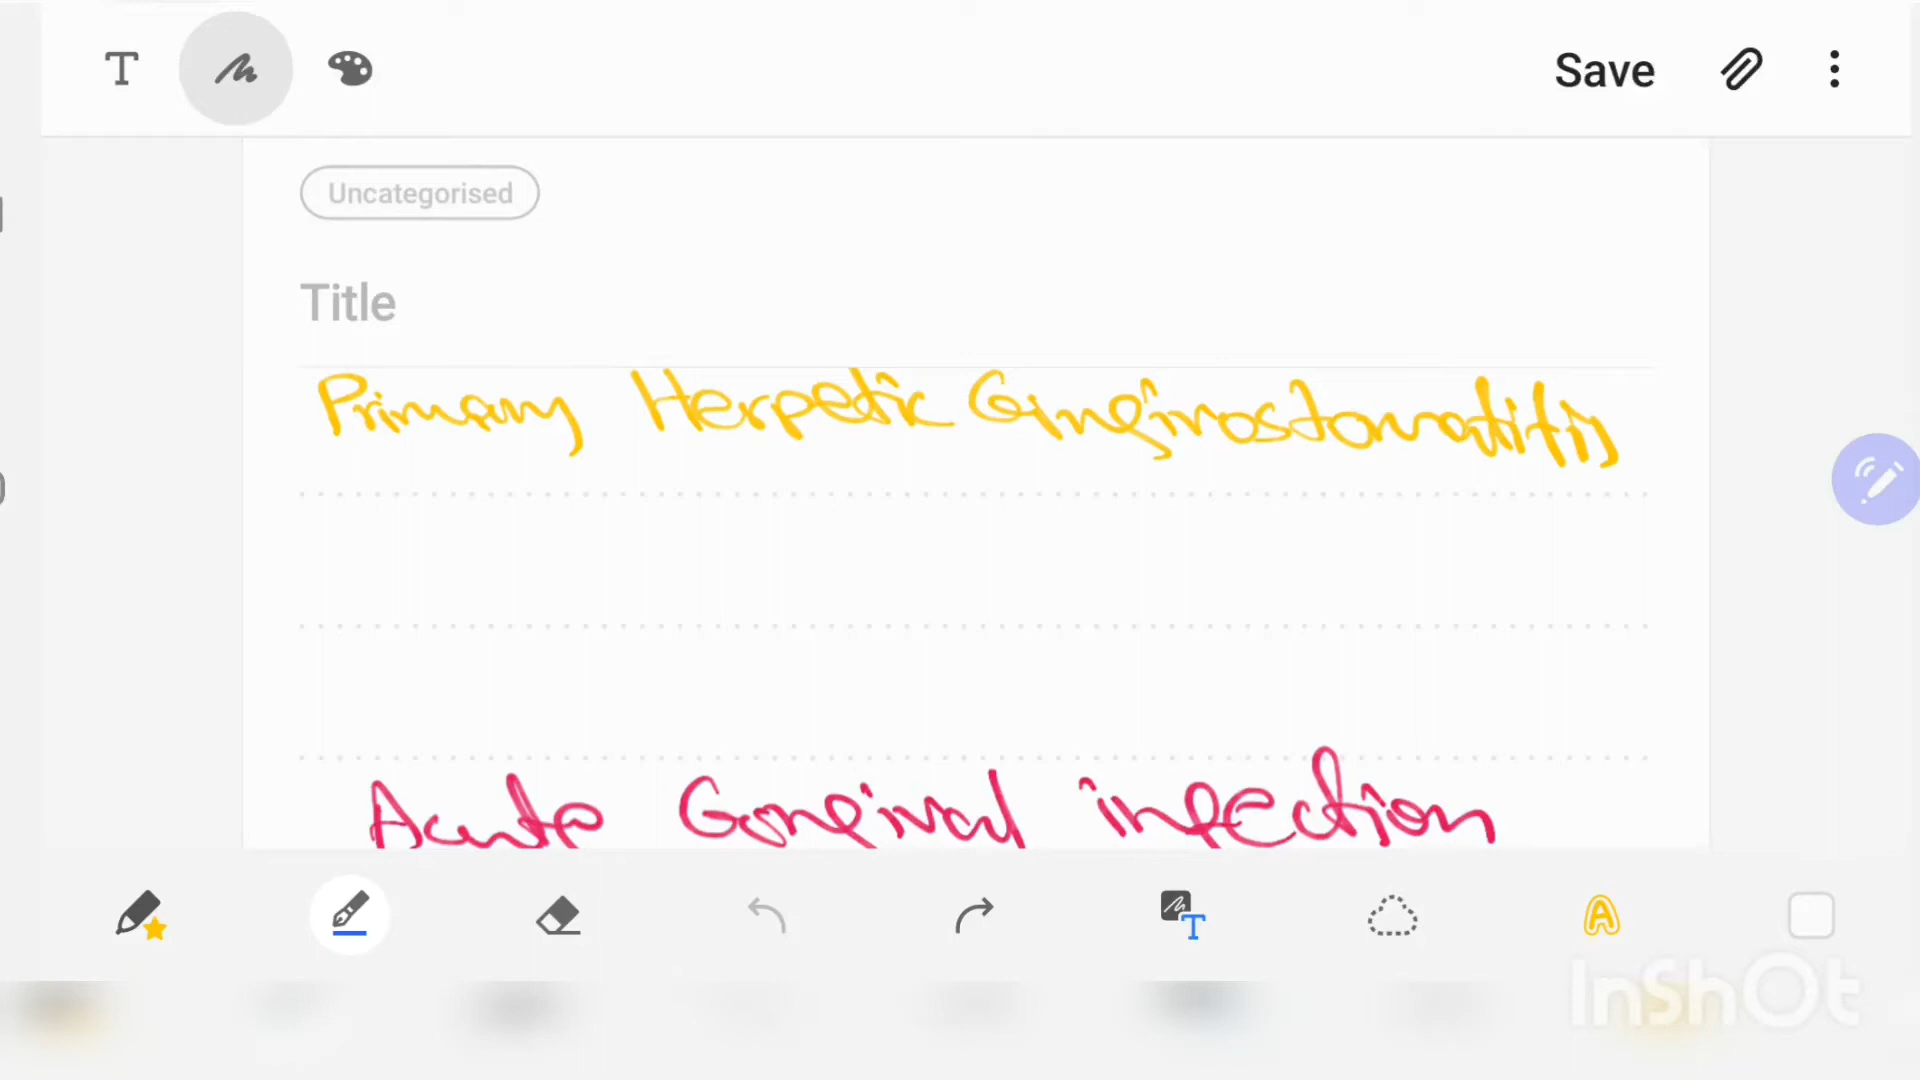 Save
Uncategorised
Title
Primary Herpetic Gingivostomatitis
Acute Gingival infection
InShOt